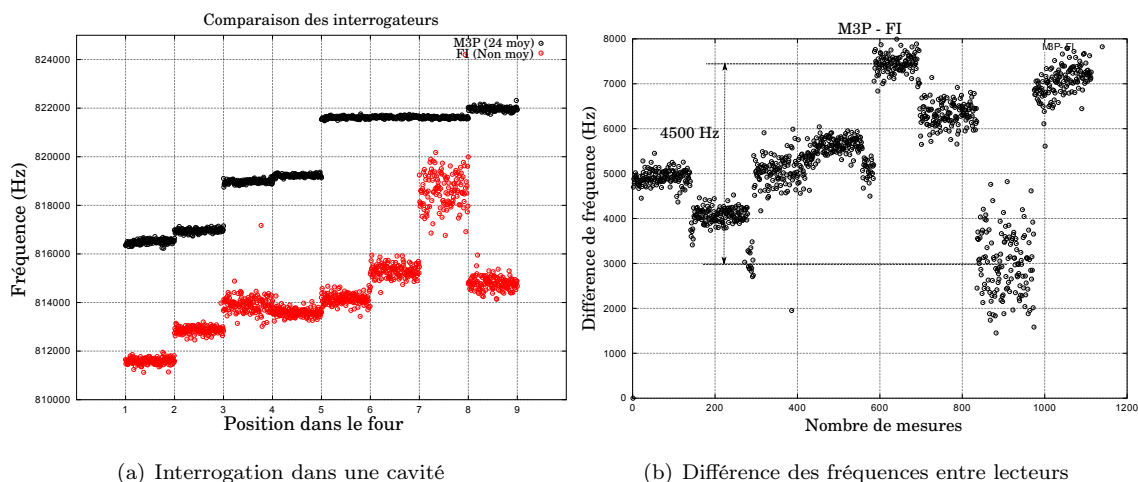 Comparaison des interrogateurs
M3P (24 moy)
FI (Non moy)
Fréquence (Hz)
824000
822000
820000
818000
816000
814000
812000
810000
1 2 3 4 5 6 7 8 9
Position dans le four
(a) Interrogation dans une cavité
M3P - FI
M3P- FI
Différence de fréquence (Hz)
8000
7000
6000
5000
4000
3000
2000
1000
0
4500 Hz
0 200 400 600 800 1000 1200
Nombre de mesures
(b) Différence des fréquences entre lecteurs